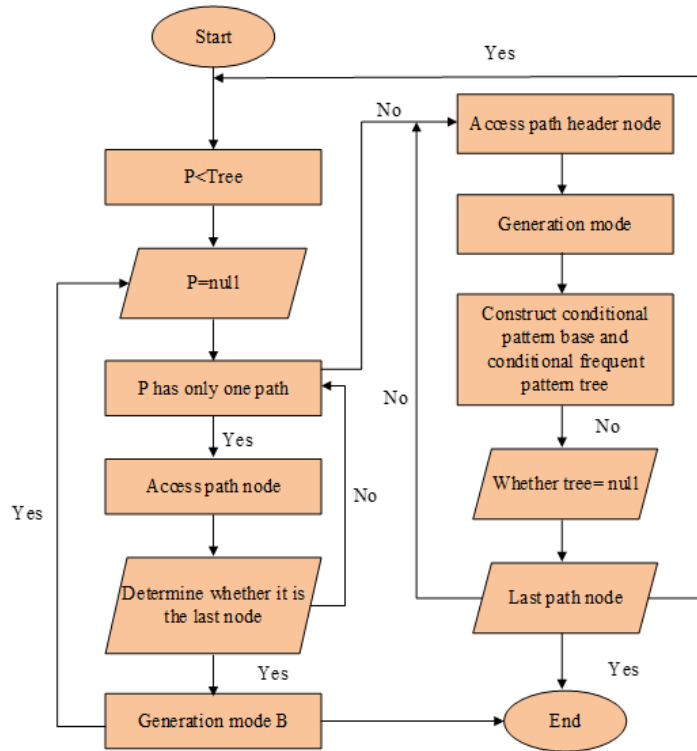 Start
Yes
No
Access path header node
P<Tree
Generation mode
P=null
Construct conditional
pattern base and
conditional frequent
pattern tree
P has only one path
No
Yes
No
Access path node
No
Whether tree= null
Yes
Determine whether it is
the last node
Last path node
Yes
Yes
Generation mode B
End